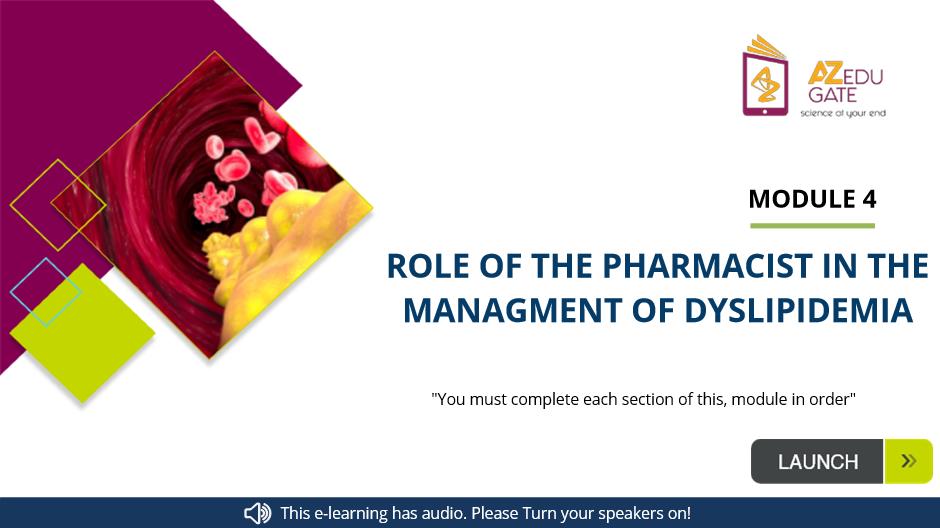 AZ EDU
GATE
science at your end
MODULE 4
ROLE OF THE PHARMACIST IN THE
MANAGMENT OF DYSLIPIDEMIA
"You must complete each section of this, module in order"
LAUNCH
This e-learning has audio. Please Turn your speakers on!